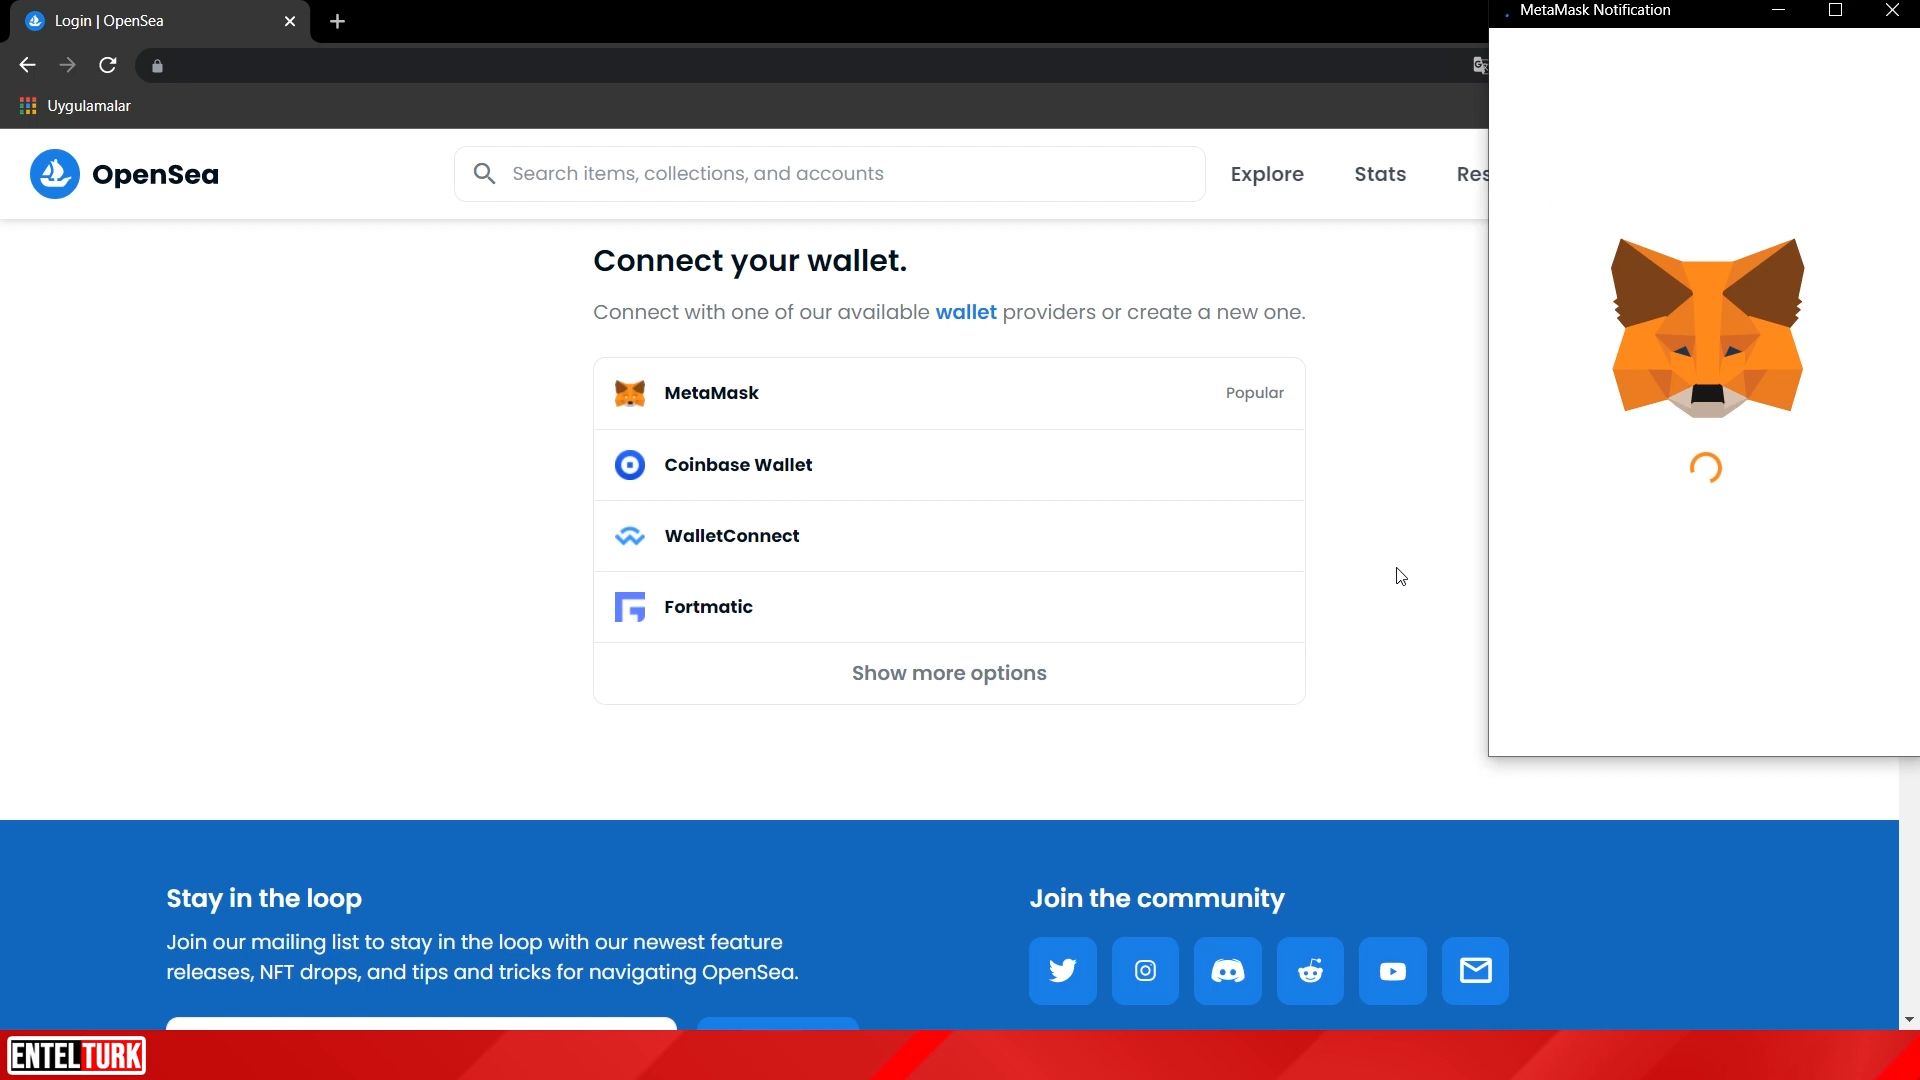 Login | OpenSea
MetaMask Notification
Uygulamalar
OpenSea
Search items, collections, and accounts
Explore
Stats
Res
Connect your wallet.
Connect with one of our available wallet providers or create a new one.
MetaMask
Popular
Coinbase Wallet
WalletConnect
Fortmatic
Show more options
Stay in the loop
Join our mailing list to stay in the loop with our newest feature
releases, NFT drops, and tips and tricks for navigating OpenSea.
Join the community
ENTELTURK